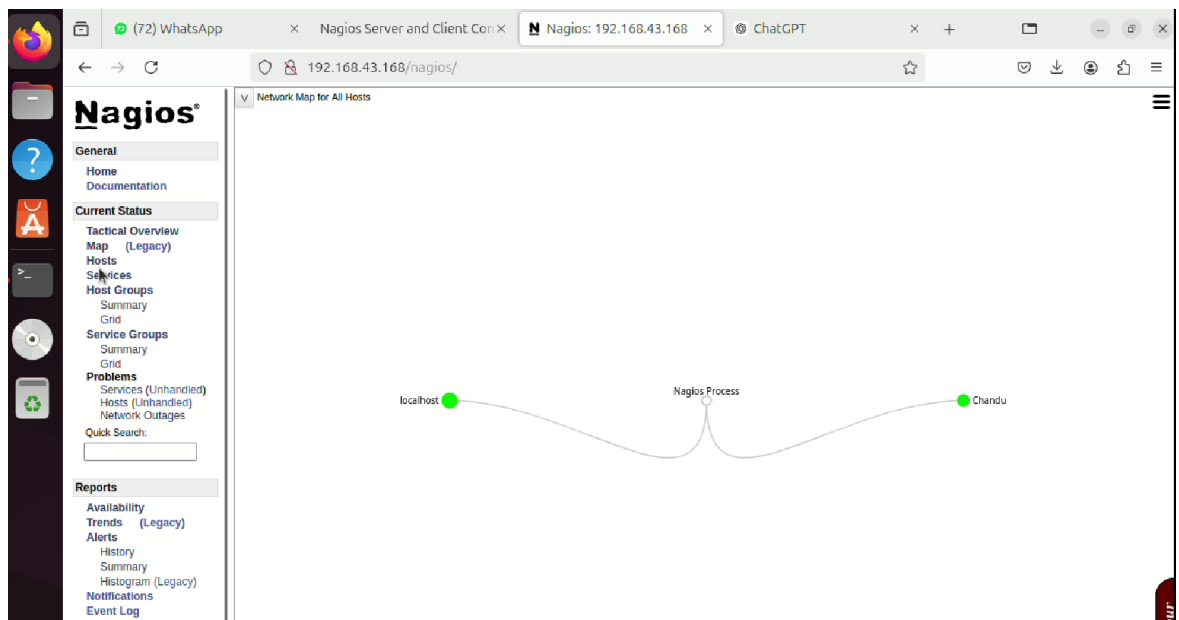 (72) WhatsApp
Nagios Server and Client Con
Nagios: 192.168.43.168
ChatGPT
192.168.43.168/nagios/
Nagios®
General
Home
Documentation
Current Status
Tactical Overview
Map (Legacy)
Hosts
Services
Host Groups
Summary
Grid
Service Groups
Summary
Grid
Problems
Services (Unhandled)
Hosts (Unhandled)
Network Outages
Quick Search:
Reports
Availability
Trends (Legacy)
Alerts
History
Summary
Histogram (Legacy)
Notifications
Event Log
Network Map for All Hosts
Nagios Process
localhost
Chandu